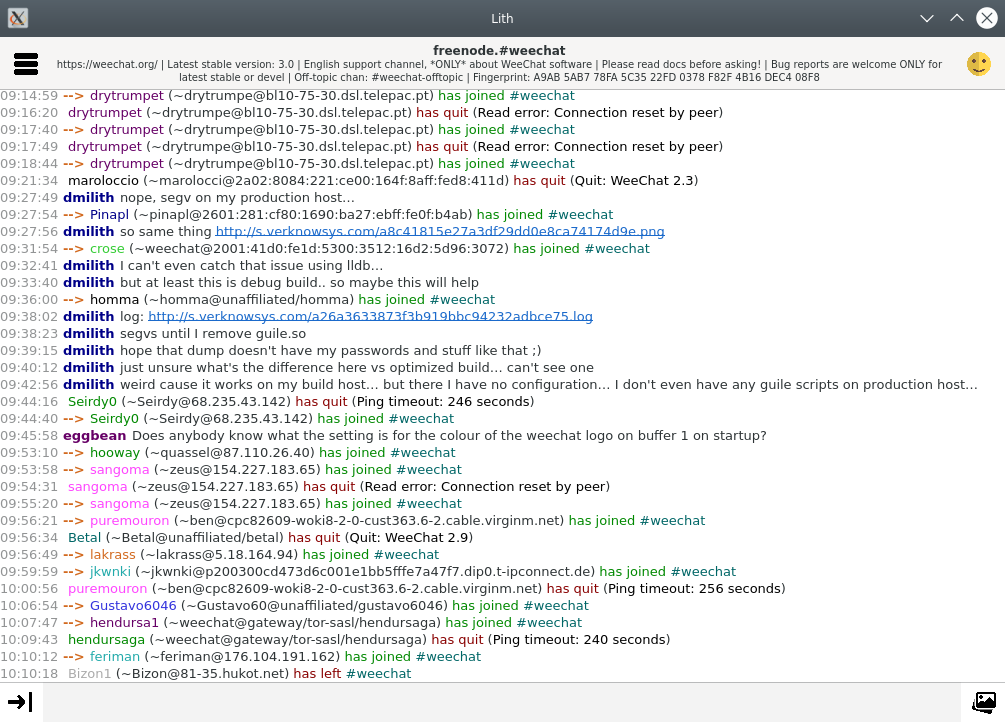 Lith
freenode.#weechat
https://weechat.org/ | Latest stable version: 3.0 | English support channel, *ONLY* about WeeChat software | Please read docs before asking! | Bug reports are welcome ONLY for
latest stable or devel | Off-topic chan: #weechat-offtopic | Fingerprint: A9AB 5AB7 78FA 5C35 22FD 0378 F82F 4B16 DEC4 08F8
09:14:59 --> drytrumpet (~drytrumpe@bl10-75-30.dsl.telepac.pt) has joined #weechat
09:16:20 drytrumpet (~drytrumpe@bl10-75-30.dsl.telepac.pt) has quit (Read error: Connection reset by peer)
09:17:40 --> drytrumpet (~drytrumpe@bl10-75-30.dsl.telepac.pt) has joined #weechat
09:17:49 drytrumpet (~drytrumpe@bl10-75-30.dsl.telepac.pt) has quit (Read error: Connection reset by peer)
09:18:44 --> drytrumpet (~drytrumpe@bl10-75-30.dsl.telepac.pt) has joined #weechat
09:21:34 maroloccio (~marolocci@2a02:8084:221:ce00:164f:8aff:fed8:411d) has quit (Quit: WeeChat 2.3)
09:27:49 dmilith nope, segv on my production host…
09:27:54 --> Pinapl (~pinapl@2601:281:cf80:1690:ba27:ebff:fe0f:b4ab) has joined #weechat
09:27:56 dmilith so same thing http://s.verknowsys.com/a8c41815e27a3df29dd0e8ca74174d9e.png
09:31:54 --> crose (~weechat@2001:41d0:fe1d:5300:3512:16d2:5d96:3072) has joined #weechat
09:32:41 dmilith I can't even catch that issue using lldb…
09:33:40 dmilith but at least this is debug build.. so maybe this will help
09:36:00 --> homma (~homma@unaffiliated/homma) has joined #weechat
09:38:02 dmilith log: http://s.verknowsys.com/a26a3633873f3b919bbc94232adbce75.log
09:38:23 dmilith segvs until I remove guile.so
09:39:15 dmilith hope that dump doesn't have my passwords and stuff like that ;)
09:40:12 dmilith just unsure what's the difference here vs optimized build… can't see one
09:42:56 dmilith weird cause it works on my build host… but there I have no configuration… I don't even have any guile scripts on production host…
09:44:16 Seirdy0 (~Seirdy@68.235.43.142) has quit (Ping timeout: 246 seconds)
09:44:40 --> Seirdy0 (~Seirdy@68.235.43.142) has joined #weechat
09:45:58 eggbean Does anybody know what the setting is for the colour of the weechat logo on buffer 1 on startup?
09:53:10 --> hooway (~quassel@87.110.26.40) has joined #weechat
09:53:58 --> sangoma (~zeus@154.227.183.65) has joined #weechat
09:54:31 sangoma (~zeus@154.227.183.65) has quit (Read error: Connection reset by peer)
09:55:20 --> sangoma (~zeus@154.227.183.65) has joined #weechat
09:56:21 --> puremouron (~ben@cpc82609-woki8-2-0-cust363.6-2.cable.virginm.net) has joined #weechat
09:56:34 Betal (~Betal@unaffiliated/betal) has quit (Quit: WeeChat 2.9)
09:56:49 --> lakrass (~lakrass@5.18.164.94) has joined #weechat
09:59:59 --> jkwnki (~jkwnki@p200300cd473d6c001e1bb5fffe7a47f7.dip0.t-ipconnect.de) has joined #weechat
10:00:56 puremouron (~ben@cpc82609-woki8-2-0-cust363.6-2.cable.virginm.net) has quit (Ping timeout: 256 seconds)
10:06:54 --> Gustavo6046 (~Gustavo60@unaffiliated/gustavo6046) has joined #weechat
10:07:47 --> hendursa1 (~weechat@gateway/tor-sasl/hendursaga) has joined #weechat
10:09:43 hendursaga (~weechat@gateway/tor-sasl/hendursaga) has quit (Ping timeout: 240 seconds)
10:10:12 --> feriman (~feriman@176.104.191.162) has joined #weechat
10:10:18 Bizon1 (~Bizon@81-35.hukot.net) has left #weechat